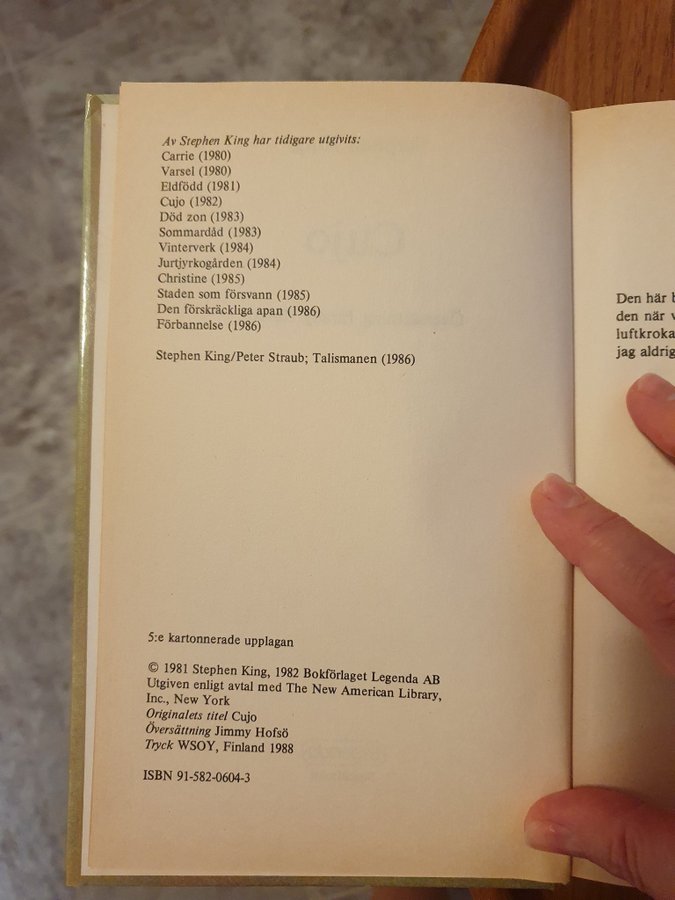 Av Stephen King har tidigare utgivits:
Carrie (1980)
Varsel (1980)
Eldfödd (1981)
Cujo (1982)
Död zon (1983)
Sommardåd (1983)
Vinterverk (1984)
Jurtjyrkogården (1984)
Christine (1985)
Staden som försvann (1985)
Den förskräckliga apan (1986)
Förbannelse (1986)
Stephen King/Peter Straub; Talismanen (1986)
5:e kartonnerade upplagan
© 1981 Stephen King, 1982 Bokförlaget Legenda AB
Utgiven enligt avtal med The New American Library,
Inc., New York
Originalets titel Cujo
Översättning Jimmy Hofsö
Tryck WSOY, Finland 1988
ISBN 91-582-0604-3
Den här
den när
luftkroka
jag aldrig